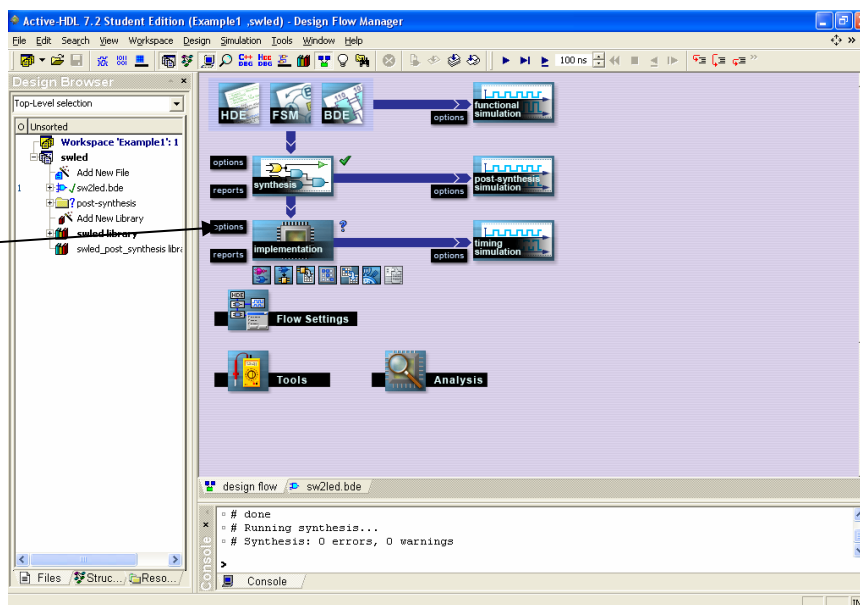 Active-HDL 7.2 Student Edition (Example1 ,swled) - Design Flow Manager
File Edit Search View Workspace Design Simulation Tools Window Help
100 ns
Design Browser
Top-Level selection
Unsorted
Workspace 'Example1': 1
swled
Add New File
1 sw2led.bde
? post-synthesis
Add New Library
swled library
swled_post_synthesis libra
Files Struc... Reso...
HDE FSM BDE
options
functional
simulation
options
reports
synthesis
options
post-synthesis
simulation
options
reports
implementation
?
options
timing
simulation
HDE
Flow Settings
Tools
Analysis
design flow sw2led.bde
# done
# Running synthesis...
# Synthesis: 0 errors, 0 warnings
>
Console
Console